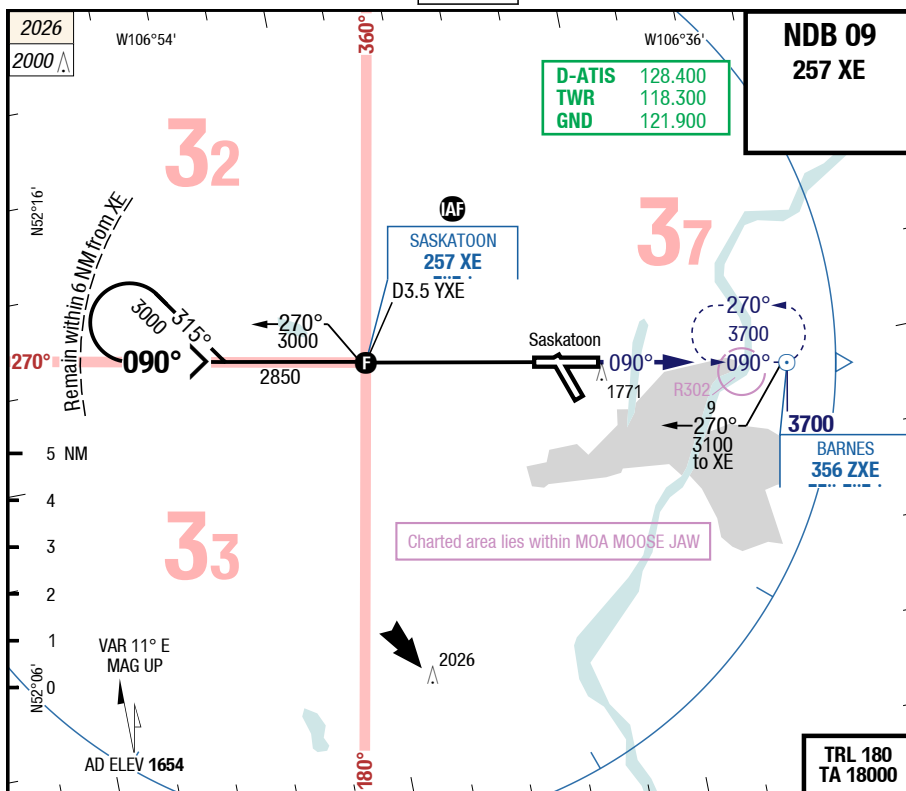 2026
2000
W106°54'
360°
W106°36'
D-ATIS 128.400
TWR 118.300
GND 121.900
NDB 09
257 XE
32
37
N52°16'
Remain within 6 NM from XE
IAF
SASKATOON
257 XE
D3.5 YXE
3000
315°
270°
3000
Saskatoon
270°
3700
270°
090°
2850
F
090°
090°
1771
R302
9
270°
3100
to XE
3700
BARNES
356 ZXE
5 NM
4
3
2
1
0
33
Charted area lies within MOA MOOSE JAW
VAR 11° E
MAG UP
2026
N52°06'
AD ELEV 1654
180°
TRL 180
TA 18000